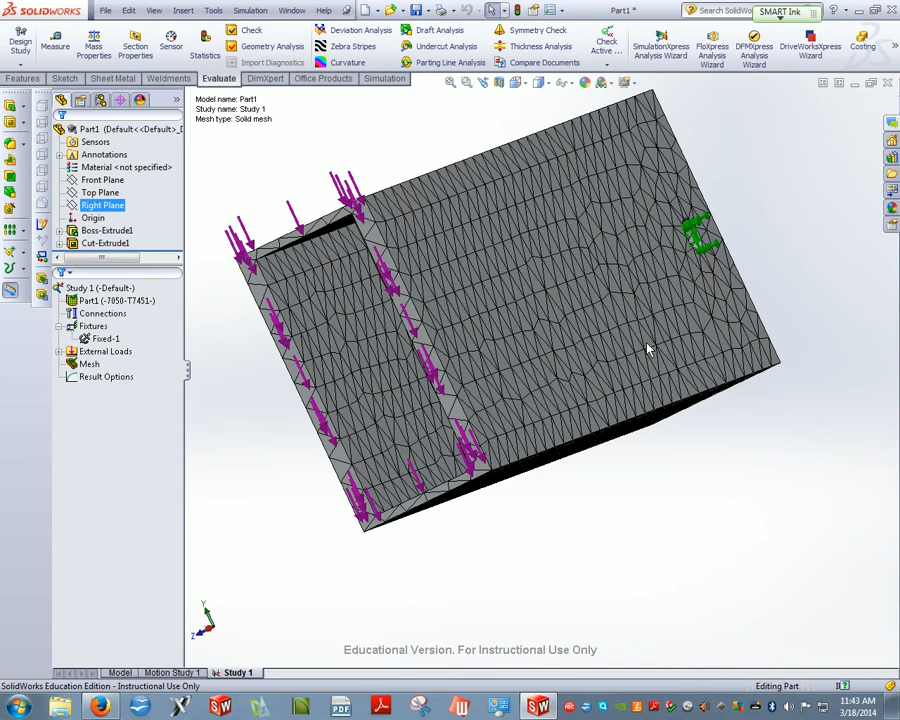 SOLIDWORKS File Edit View Insert Tools Simulation Window Help Part1 * Search SolidWo SMART Ink
Design Study
Measure
Mass Properties
Section Properties
Sensor
Statistics
Check
Geometry Analysis
Import Diagnostics
Deviation Analysis
Zebra Stripes
Curvature
Draft Analysis
Undercut Analysis
Parting Line Analysis
Symmetry Check
Thickness Analysis
Compare Documents
Check Active ...
SimulationXpress Analysis Wizard
FloXpress Analysis Wizard
DFMXpress Analysis Wizard
DriveWorksXpress Wizard
Costing
Features Sketch Sheet Metal Weldments Evaluate DimXpert Office Products Simulation
Model name: Part1
Study name: Study 1
Mesh type: Solid mesh
Part1 (Default<<Default>_D
Sensors
Annotations
Material <not specified>
Front Plane
Top Plane
Right Plane
Origin
Boss-Extrude1
Cut-Extrude1
Study 1 (-Default-)
Part1 (-7050-T7451-)
Connections
Fixtures
Fixed-1
External Loads
Mesh
Result Options
Y
Z
Educational Version. For Instructional Use Only
Model Motion Study 1 Study 1
SolidWorks Education Edition - Instructional Use Only Editing Part
11:43 AM
3/18/2014